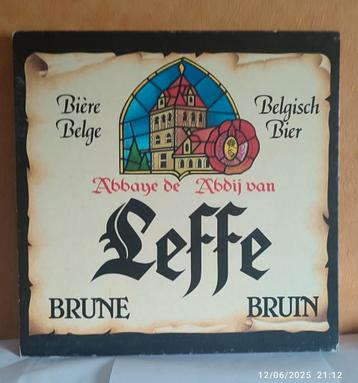 Bière
Belge
Belgisch
Bier
Abbaye de Abdij van
Leffe
BRUNE BRUIN
12/06/2025 21:12